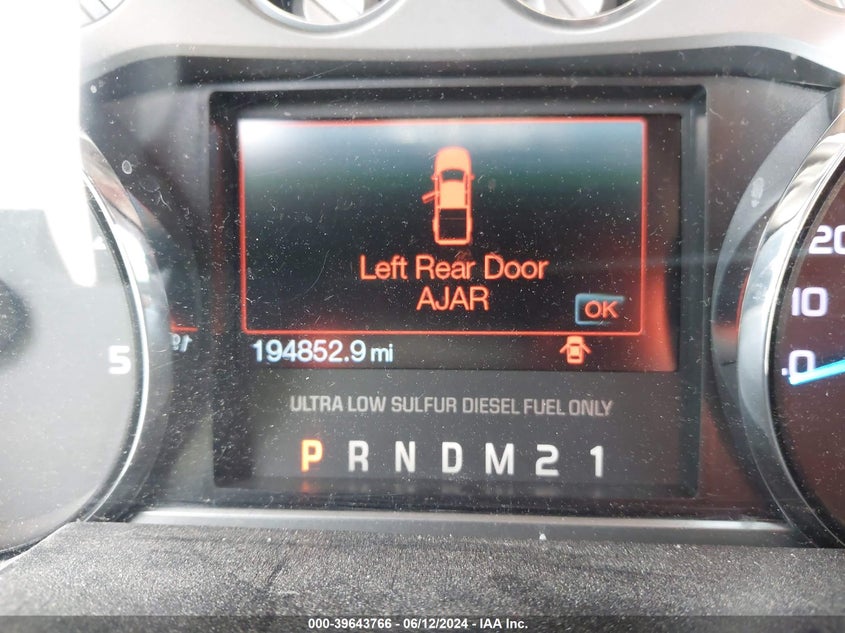 Left Rear Door
AJAR
OK
194852.9 mi
5
20
10
0
ULTRA LOW SULFUR DIESEL FUEL ONLY
P R N D M 2 1
000-39643766 - 06/12/2024 - IAA Inc.